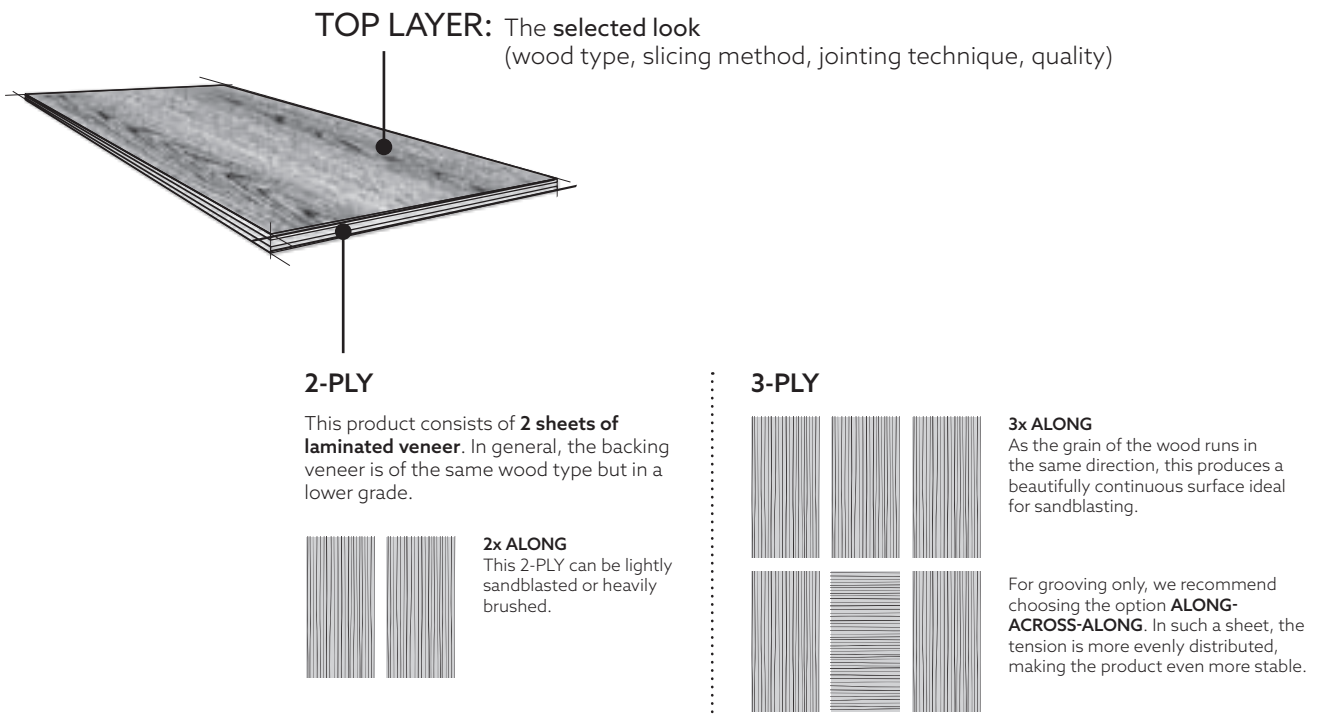 TOP LAYER: The selected look
(wood type, slicing method, jointing technique, quality)
2-PLY
This product consists of 2 sheets of
laminated veneer. In general, the backing
veneer is of the same wood type but in a
lower grade.
2x ALONG
This 2-PLY can be lightly
sandblasted or heavily
brushed.
3-PLY
3x ALONG
As the grain of the wood runs in
the same direction, this produces a
beautifully continuous surface ideal
for sandblasting.
For grooving only, we recommend
choosing the option ALONG-
ACROSS-ALONG. In such a sheet, the
tension is more evenly distributed,
making the product even more stable.